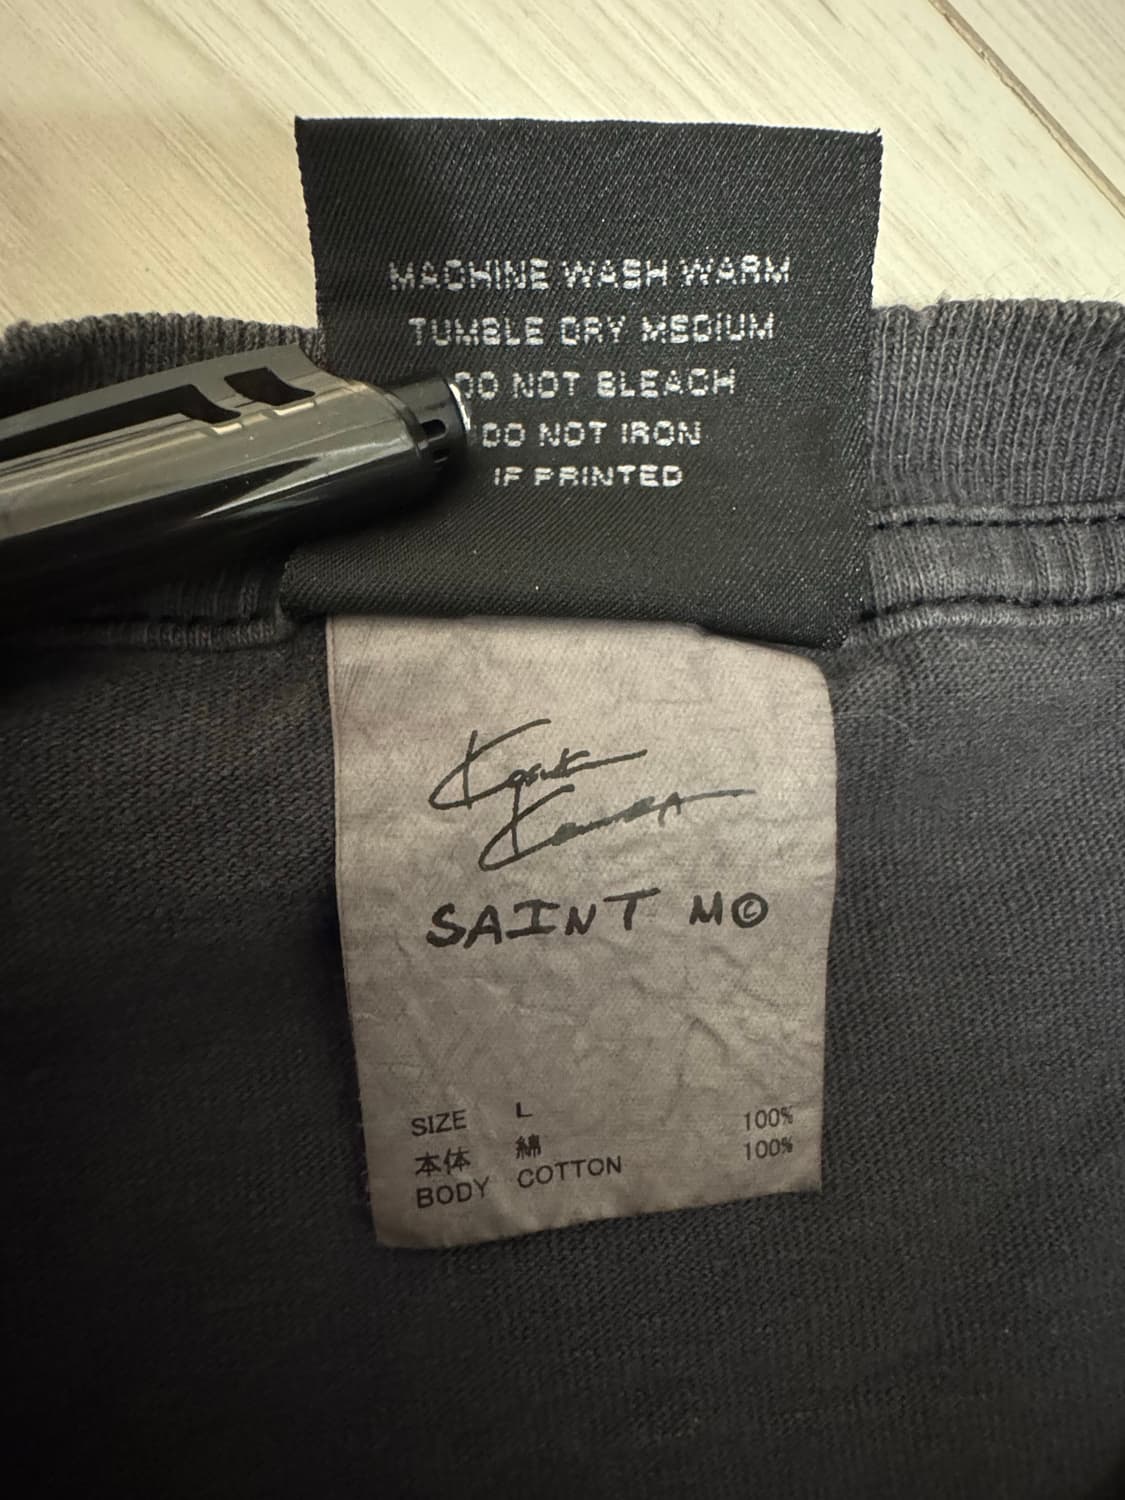 MACHINE WASH WARM
TUMBLE DRY MEDIUM
DO NOT BLEACH
DO NOT IRON
IF PRINTED
SAINT M©
SIZE L 100%
本体 綿 100%
BODY COTTON